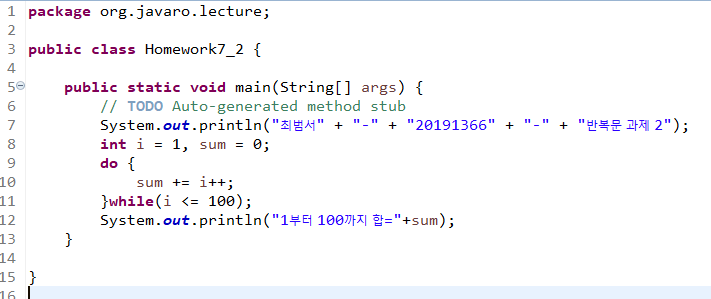 1 package org.javaro.lecture;
2
3 public class Homework7_2 {
4
5     public static void main(String[] args) {
6         // TODO Auto-generated method stub
7         System.out.println("최범서" + "-" + "20191366" + "-" + "반복문 과제 2");
8         int i = 1, sum = 0;
9         do {
10             sum += i++;
11         }while(i <= 100);
12         System.out.println("1부터 100까지 합="+sum);
13     }
14
15 }
16